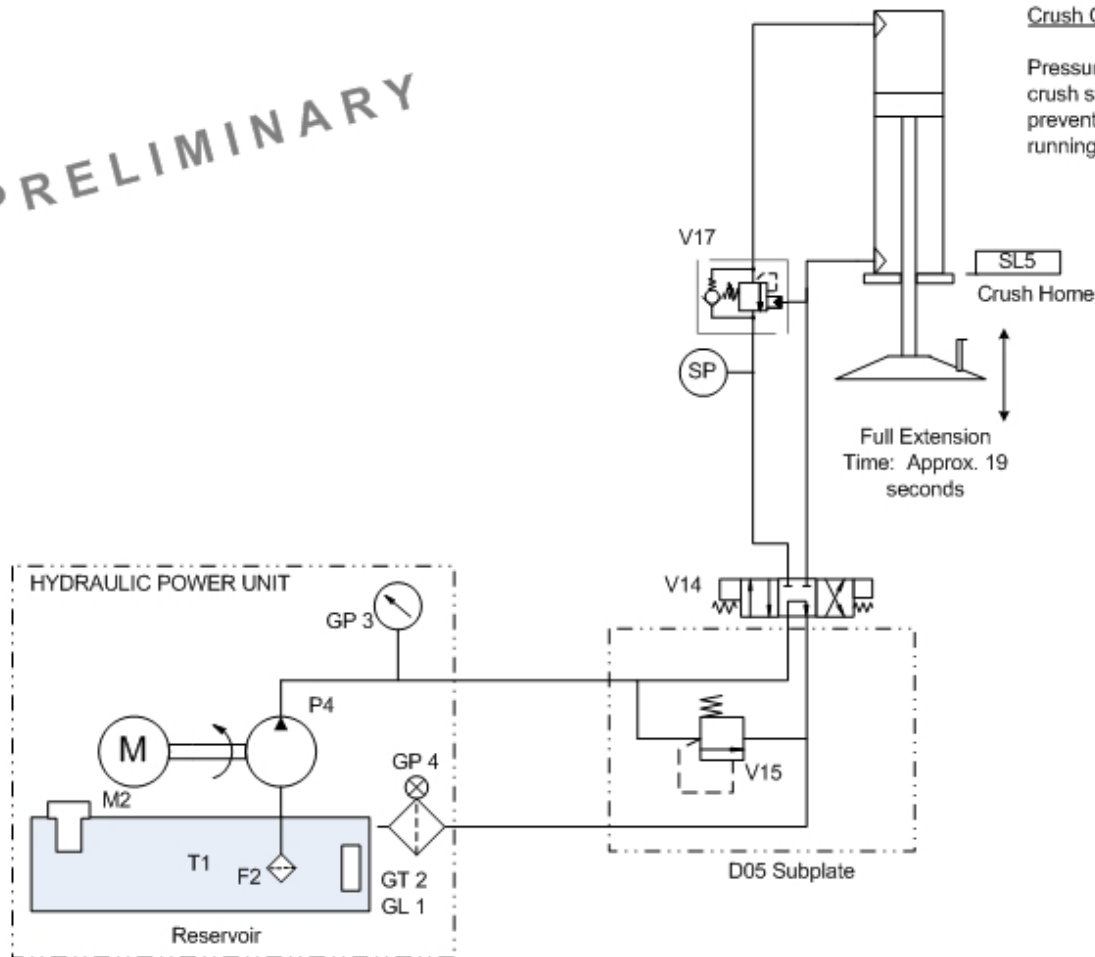 PRELIMINARY
Crush
Pressu
crush s
prevent
running
V17
SL5
Crush Home
SP
Full Extension
Time: Approx. 19
seconds
V14
HYDRAULIC POWER UNIT
GP 3
P4
M
M2
GP 4
V15
T1
F2
GT 2
GL 1
D05 Subplate
Reservoir